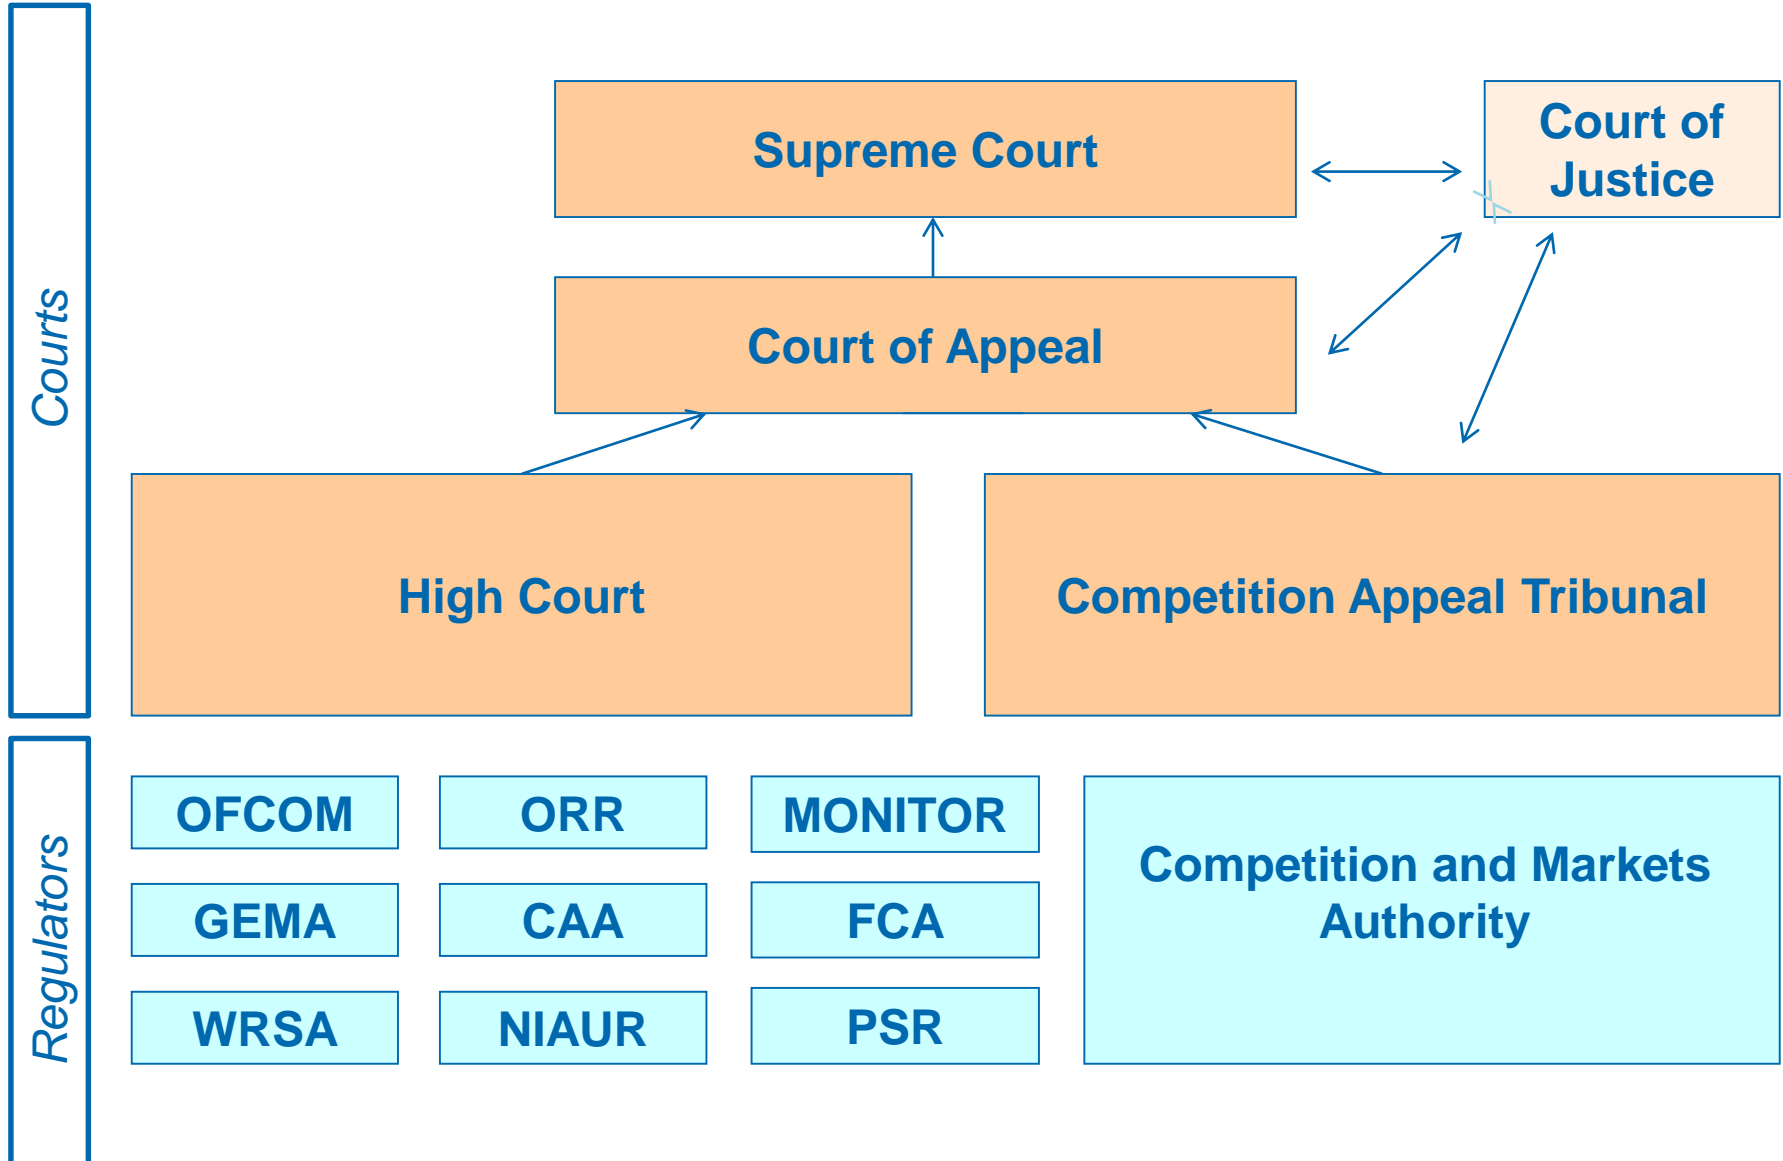 Courts
Supreme Court
Court of
Justice
Court of Appeal
High Court
Competition Appeal Tribunal
Regulators
OFCOM
ORR
MONITOR
GEMA
CAA
FCA
WRSA
NIAUR
PSR
Competition and Markets
Authority